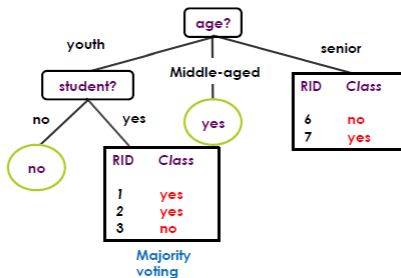 age?
youth
Middle-aged
senior
student?
no
yes
no
yes
RID Class
1 yes
2 yes
3 no
Majority
voting
RID Class
6 no
7 yes